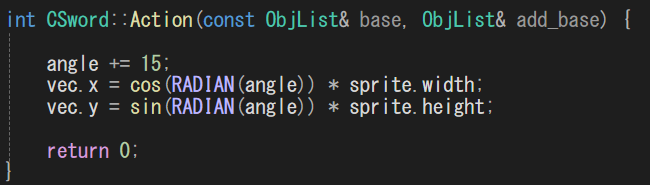 int CSword::Action(const ObjList& base, ObjList& add_base) {
angle += 15;
vec.x = cos(RADIAN(angle)) * sprite.width;
vec.y = sin(RADIAN(angle)) * sprite.height;
return 0;
}